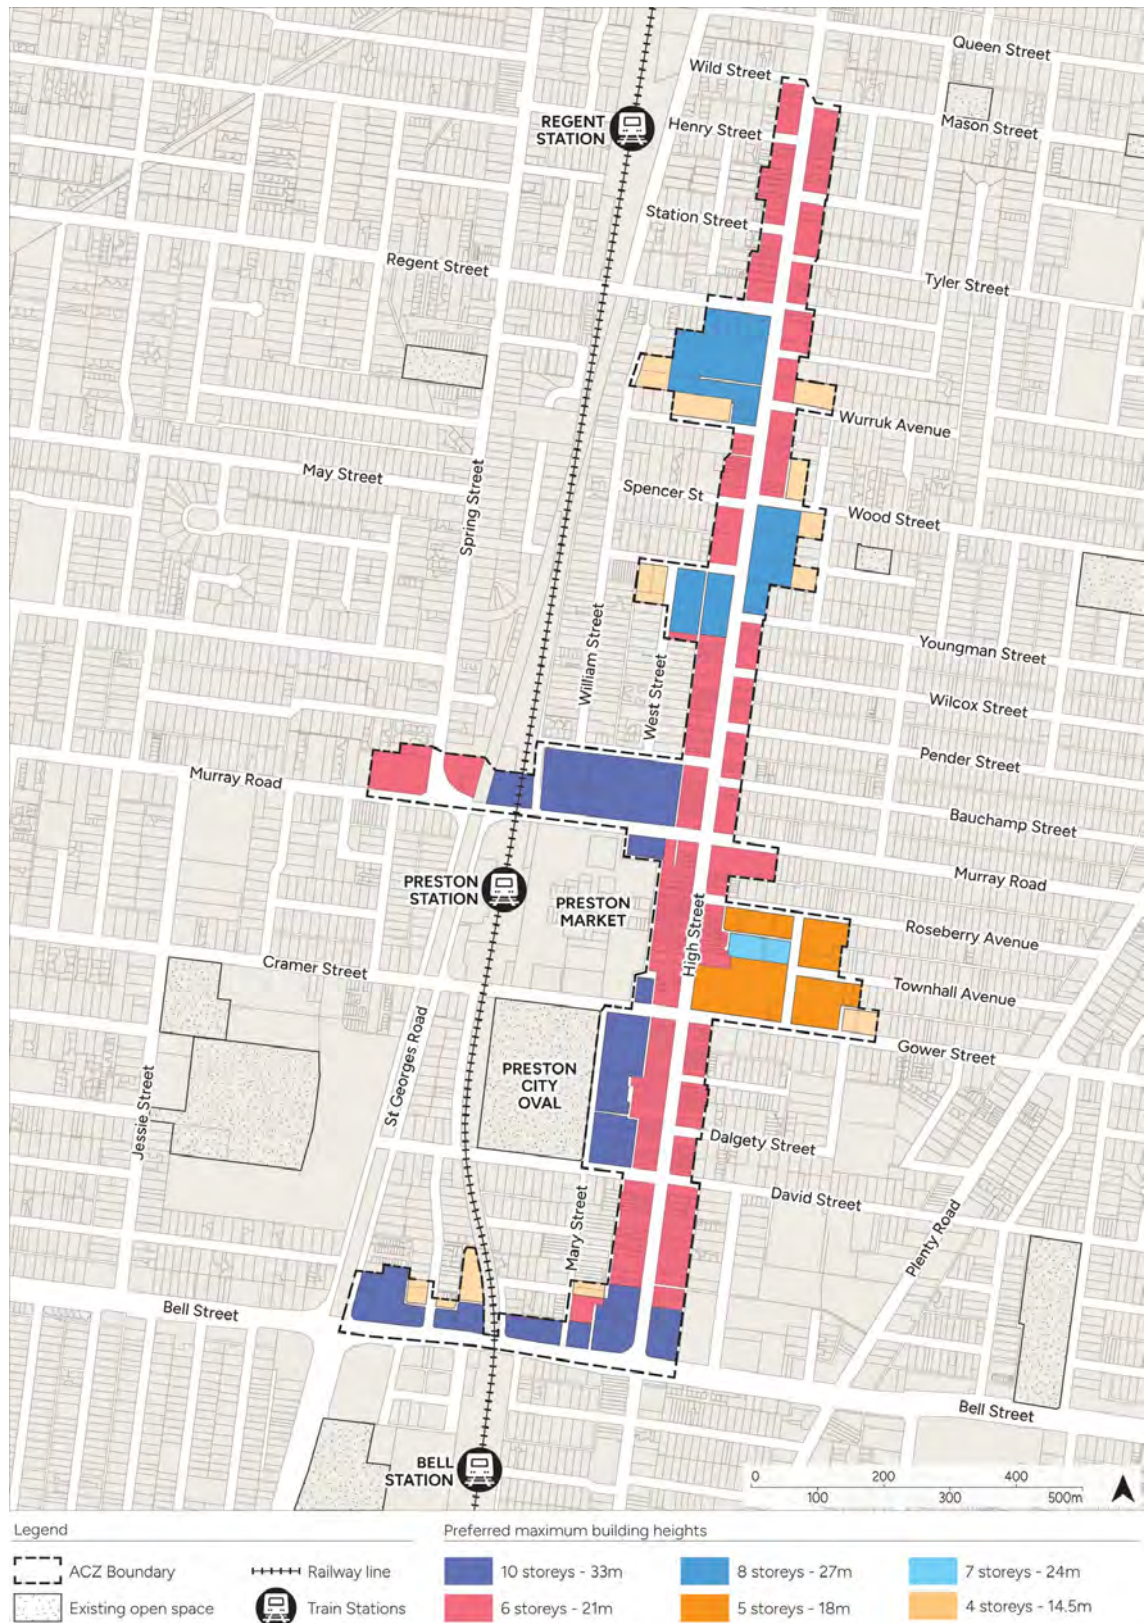 Queen Street
Wild Street
Mason Street
Henry Street
REGENT
STATION
Station Street
Regent Street
Tyler Street
Wurruk Avenue
May Street
Spring Street
Spencer St
Wood Street
William Street
West Street
Youngman Street
Wilcox Street
Pender Street
Bauchamp Street
Murray Road
Murray Road
PRESTON
STATION
PRESTON
MARKET
High Street
Roseberry Avenue
Townhall Avenue
Cramer Street
Gower Street
St Georges Road
PRESTON
CITY
OVAL
Jessie Street
Dalgety Street
David Street
Mary Street
Plenty Road
Bell Street
Bell Street
BELL
STATION
0 200 400
100 300 500m
Legend
ACZ Boundary
Railway line
Existing open space
Train Stations
Preferred maximum building heights
10 storeys - 33m
8 storeys - 27m
7 storeys - 24m
6 storeys - 21m
5 storeys - 18m
4 storeys - 14.5m